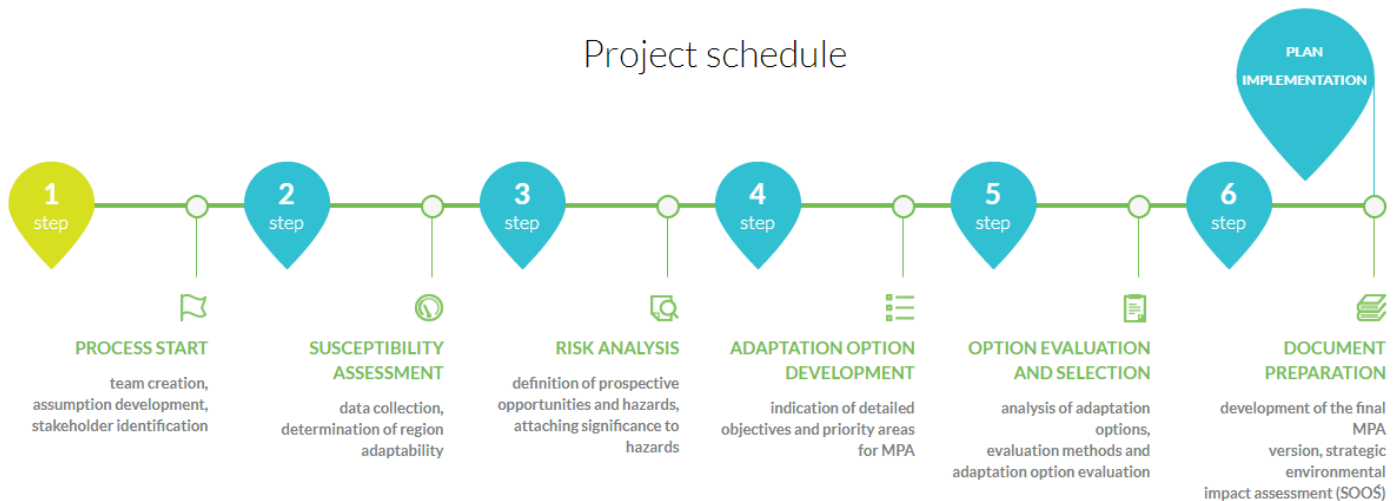 Project schedule
PLAN
IMPLEMENTATION
1
step
2
step
3
step
4
step
5
step
6
step
PROCESS START
team creation,
assumption development,
stakeholder identification
SUSCEPTIBILITY
ASSESSMENT
data collection,
determination of region
adaptability
RISK ANALYSIS
definition of prospective
opportunities and hazards,
attaching significance to
hazards
ADAPTATION OPTION
DEVELOPMENT
indication of detailed
objectives and priority areas
for MPA
OPTION EVALUATION
AND SELECTION
analysis of adaptation
options,
evaluation methods and
adaptation option evaluation
DOCUMENT
PREPARATION
development of the final
MPA
version, strategic
environmental
impact assessment (SOOŚ)